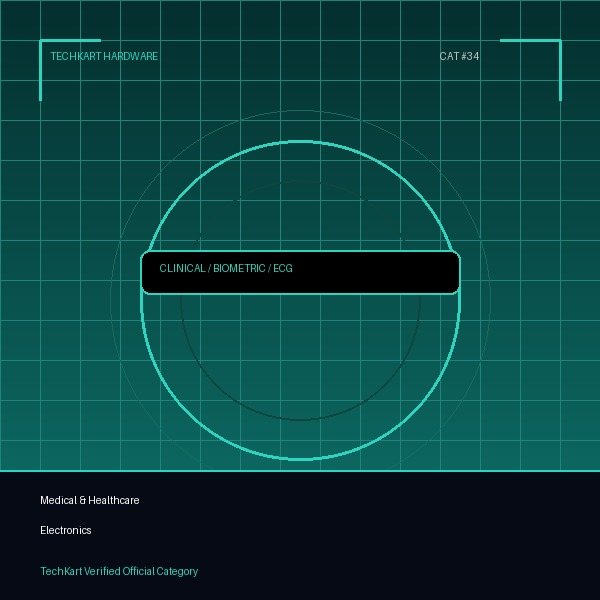 TECHKART HARDWARE
CAT #34
CLINICAL / BIOMETRIC / ECG
Medical & Healthcare
Electronics
TechKart Verified Official Category